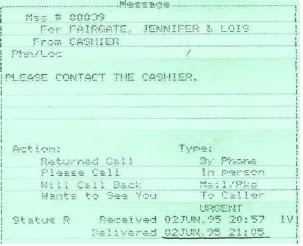 Message
Msg # 00039
For FAIRGATE, JENNIFER & LOIS
From CASHIER
Phn/Loc /
PLEASE CONTACT THE CASHIER.
Action: Type:
Returned Call By Phone
Please Call In person
Will Call Back Mail/Pkg
Wants to See You To Caller
URGENT
Status R Received 02JUN.95 20:57 IV
Delivered 02JUN.95 21:05